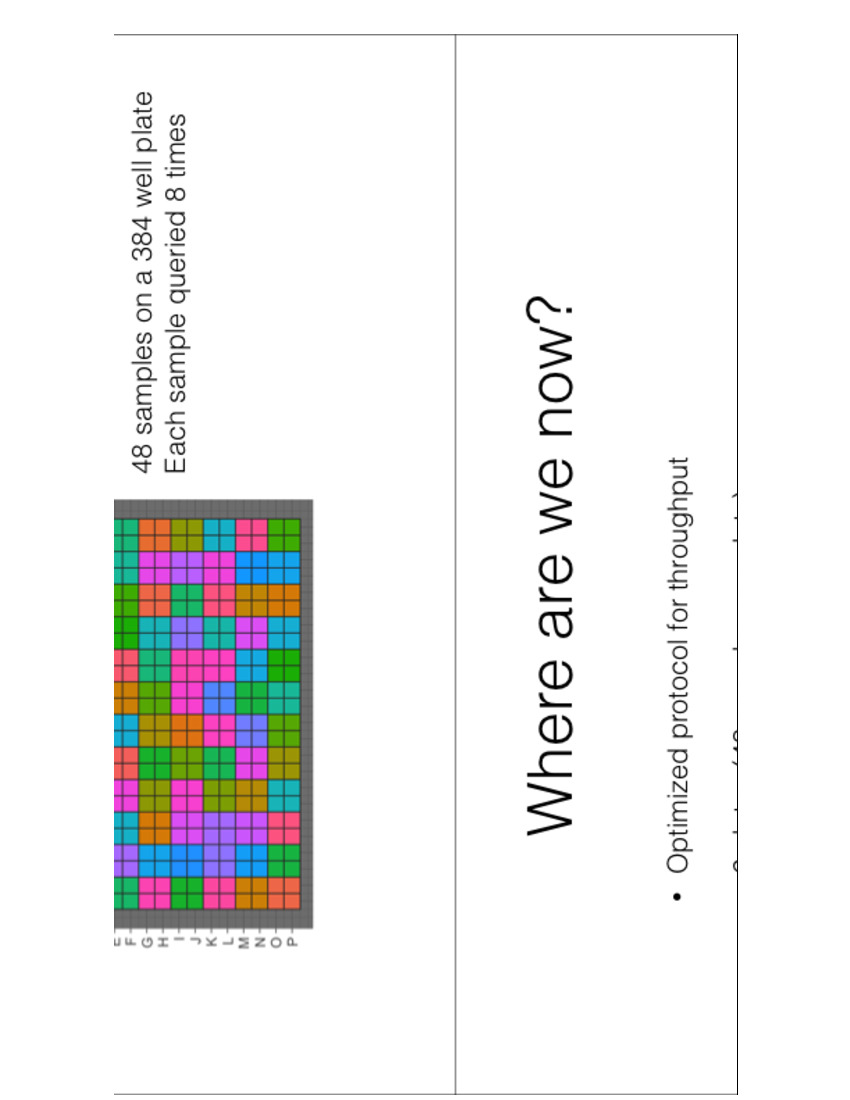 48 samples on a 384 well plate
Each sample queried 8 times
F
G
H
I
J
K
L
M
N
O
P
Where are we now?
• Optimized protocol for throughput